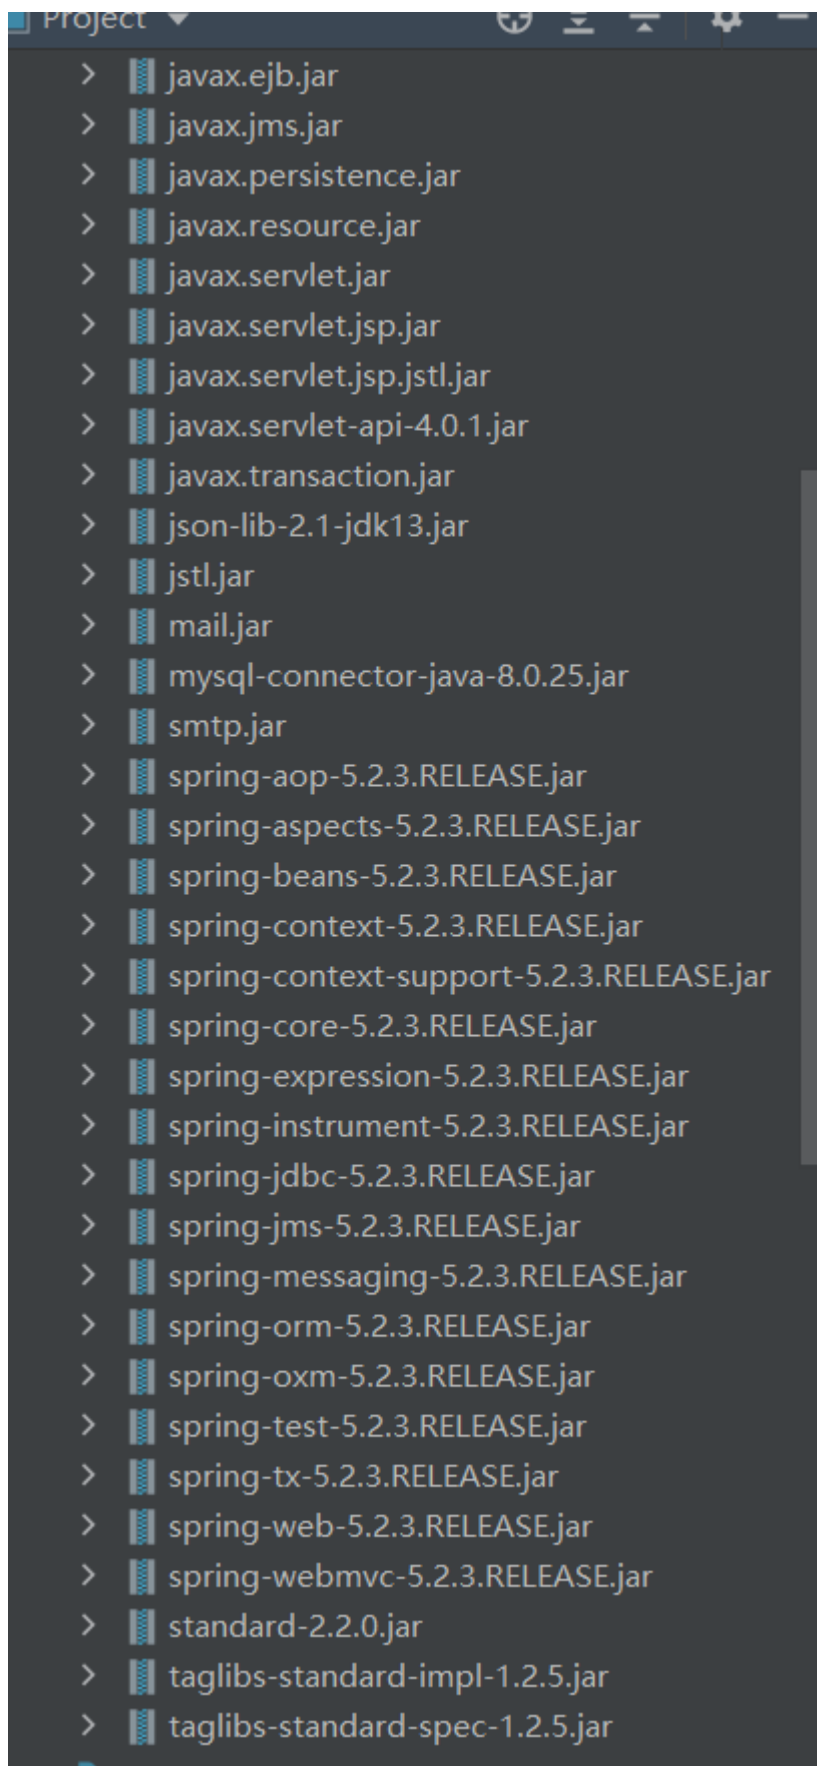 Project
javax.ejb.jar
javax.jms.jar
javax.persistence.jar
javax.resource.jar
javax.servlet.jar
javax.servlet.jsp.jar
javax.servlet.jsp.jstl.jar
javax.servlet-api-4.0.1.jar
javax.transaction.jar
json-lib-2.1-jdk13.jar
jstl.jar
mail.jar
mysql-connector-java-8.0.25.jar
smtp.jar
spring-aop-5.2.3.RELEASE.jar
spring-aspects-5.2.3.RELEASE.jar
spring-beans-5.2.3.RELEASE.jar
spring-context-5.2.3.RELEASE.jar
spring-context-support-5.2.3.RELEASE.jar
spring-core-5.2.3.RELEASE.jar
spring-expression-5.2.3.RELEASE.jar
spring-instrument-5.2.3.RELEASE.jar
spring-jdbc-5.2.3.RELEASE.jar
spring-jms-5.2.3.RELEASE.jar
spring-messaging-5.2.3.RELEASE.jar
spring-orm-5.2.3.RELEASE.jar
spring-oxm-5.2.3.RELEASE.jar
spring-test-5.2.3.RELEASE.jar
spring-tx-5.2.3.RELEASE.jar
spring-web-5.2.3.RELEASE.jar
spring-webmvc-5.2.3.RELEASE.jar
standard-2.2.0.jar
taglibs-standard-impl-1.2.5.jar
taglibs-standard-spec-1.2.5.jar